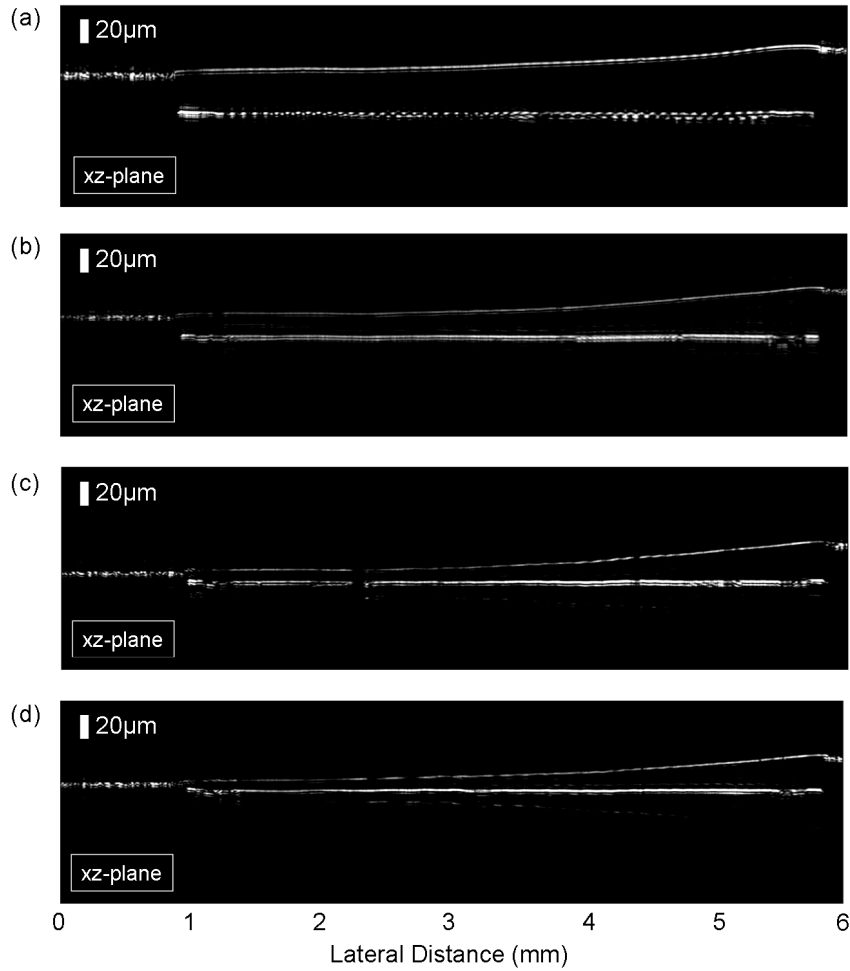 (a)
20µm
xz-plane
(b)
20µm
xz-plane
(c)
20µm
xz-plane
(d)
20µm
xz-plane
0 1 2 3 4 5 6
Lateral Distance (mm)